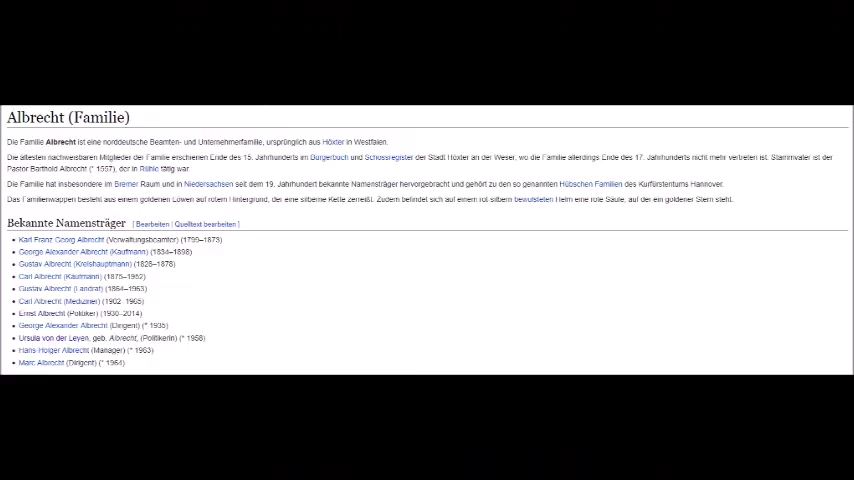 Albrecht (Familie)
Die Familie Albrecht ist eine norddeutsche Beamten- und Unternehmerfamilie, ursprünglich aus Höxter in Westfalen.
Die ältesten nachweisbaren Mitglieder der Familie erschienen Ende des 15. Jahrhunderts im Bürgerbuch und Schossregister der Stadt Höxter an der Weser, wo die Familie allerdings Ende des 17. Jahrhunderts nicht mehr vertreten ist. Stammvater ist der
Pastor Barthold Albrecht (* 1557), der in Rühle tätig war.
Die Familie hat insbesondere im Bremer Raum und in Niedersachsen seit dem 19. Jahrhundert bekannte Namensträger hervorgebracht und gehört zu den so genannten Hübschen Familien des Kurfürstentums Hannover.
Das Familienwappen besteht aus einem goldenen Löwen auf rotem Hintergrund, der eine silberne Kette zerreißt. Zudem befindet sich auf einem rot silbern bewulsteten Helm eine rote Säule, auf der ein goldener Stern steht.
Bekannte Namensträger [ Bearbeiten | Quelltext bearbeiten ]
• Karl Franz Georg Albrecht (Verwaltungsbeamter) (1799–1873)
• George Alexander Albrecht (Kaufmann) (1834–1898)
• Gustav Albrecht (Kreishauptmann) (1828–1878)
• Carl Albrecht (Kaufmann) (1875–1952)
• Gustav Albrecht (Landrat) (1864–1963)
• Carl Albrecht (Mediziner) (1902–1965)
• Ernst Albrecht (Politiker) (1930–2014)
• George Alexander Albrecht (Dirigent) (* 1935)
• Ursula von der Leyen, geb. Albrecht, (Politikerin) (* 1958)
• Hans-Holger Albrecht (Manager) (* 1963)
• Marc Albrecht (Dirigent) (* 1964).